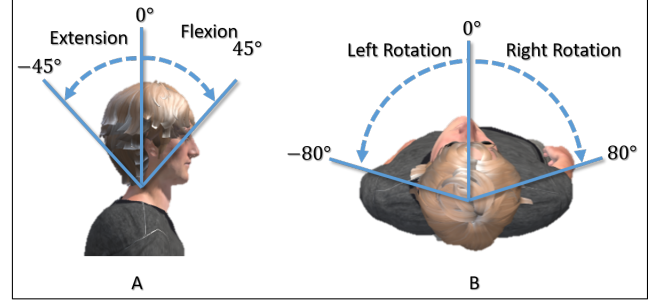 0°
Extension
Flexion
−45°
45°
A
0°
Left Rotation
Right Rotation
−80°
80°
B